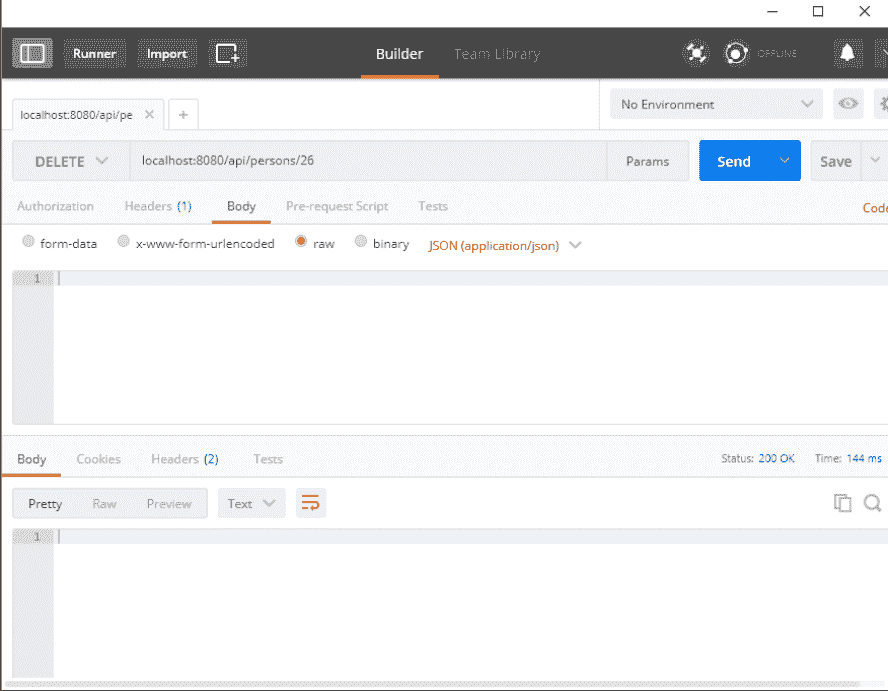 Runner Import Builder Team Library OFFLINE
localhost:8080/api/pe No Environment
DELETE localhost:8080/api/persons/26 Params Send Save
Authorization Headers (1) Body Pre-request Script Tests Code
form-data x-www-form-urlencoded raw binary JSON (application/json)
1
Body Cookies Headers (2) Tests Status: 200 OK Time: 144 ms
Pretty Raw Preview Text
1